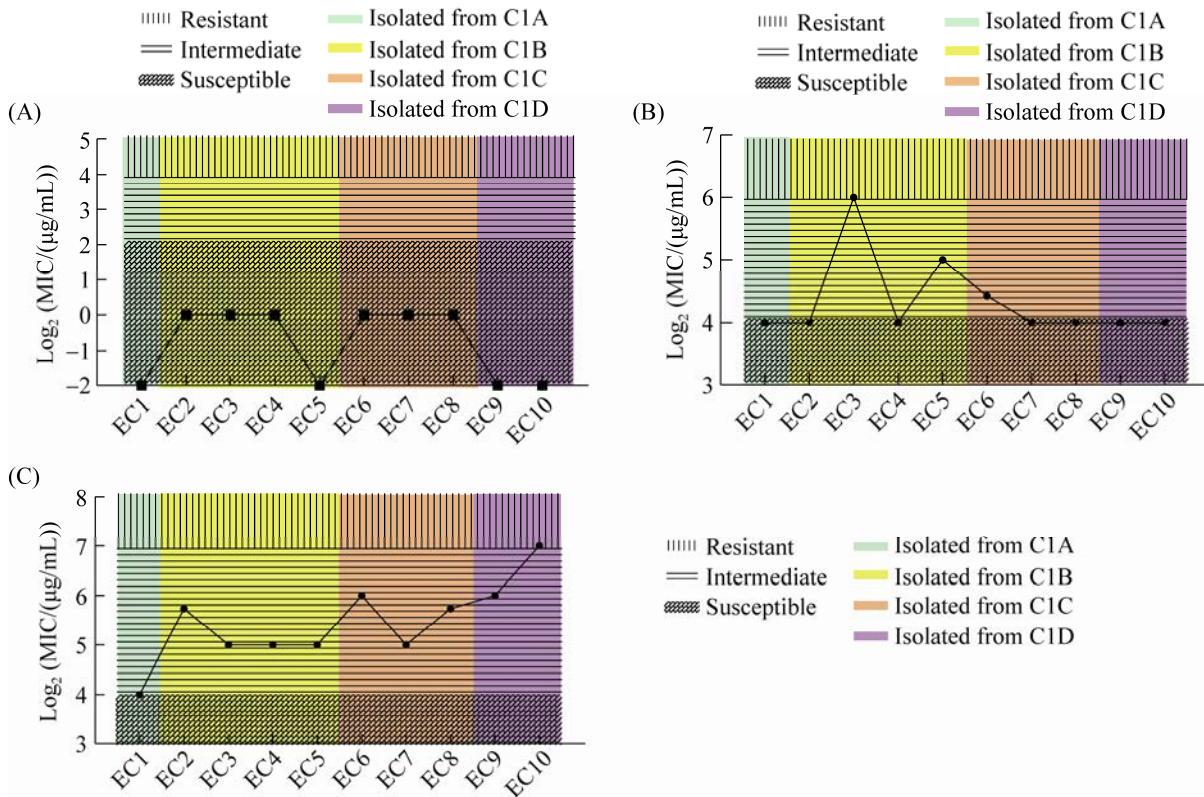 Resistant
Intermediate
Susceptible
Isolated from C1A
Isolated from C1B
Isolated from C1C
Isolated from C1D
(A)
Log2 (MIC/(μg/mL))
5
4
3
2
1
0
−1
−2
EC1 EC2 EC3 EC4 EC5 EC6 EC7 EC8 EC9 EC10
Resistant
Intermediate
Susceptible
Isolated from C1A
Isolated from C1B
Isolated from C1C
Isolated from C1D
(B)
Log2 (MIC/(μg/mL))
7
6
5
4
3
EC1 EC2 EC3 EC4 EC5 EC6 EC7 EC8 EC9 EC10
(C)
Log2 (MIC/(μg/mL))
8
7
6
5
4
3
EC1 EC2 EC3 EC4 EC5 EC6 EC7 EC8 EC9 EC10
Resistant
Intermediate
Susceptible
Isolated from C1A
Isolated from C1B
Isolated from C1C
Isolated from C1D